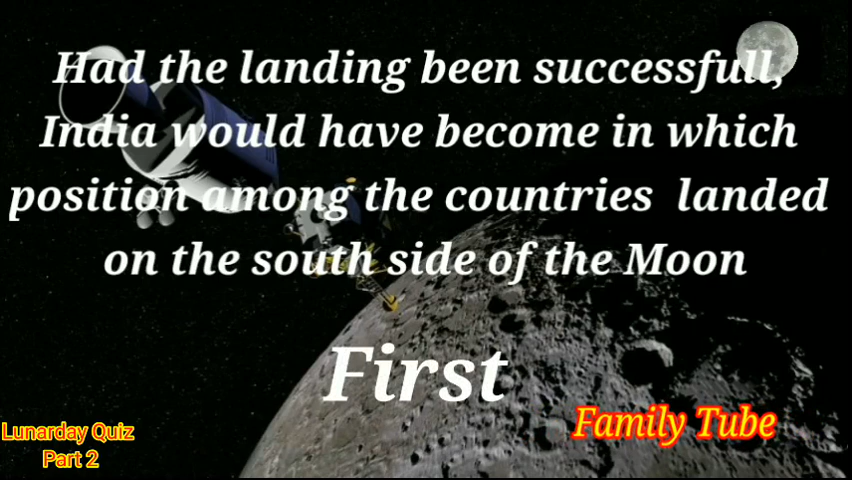 Had the landing been successfull,
India would have become in which
position among the countries landed
on the south side of the Moon
First
Family Tube
Lunarday Quiz
Part 2